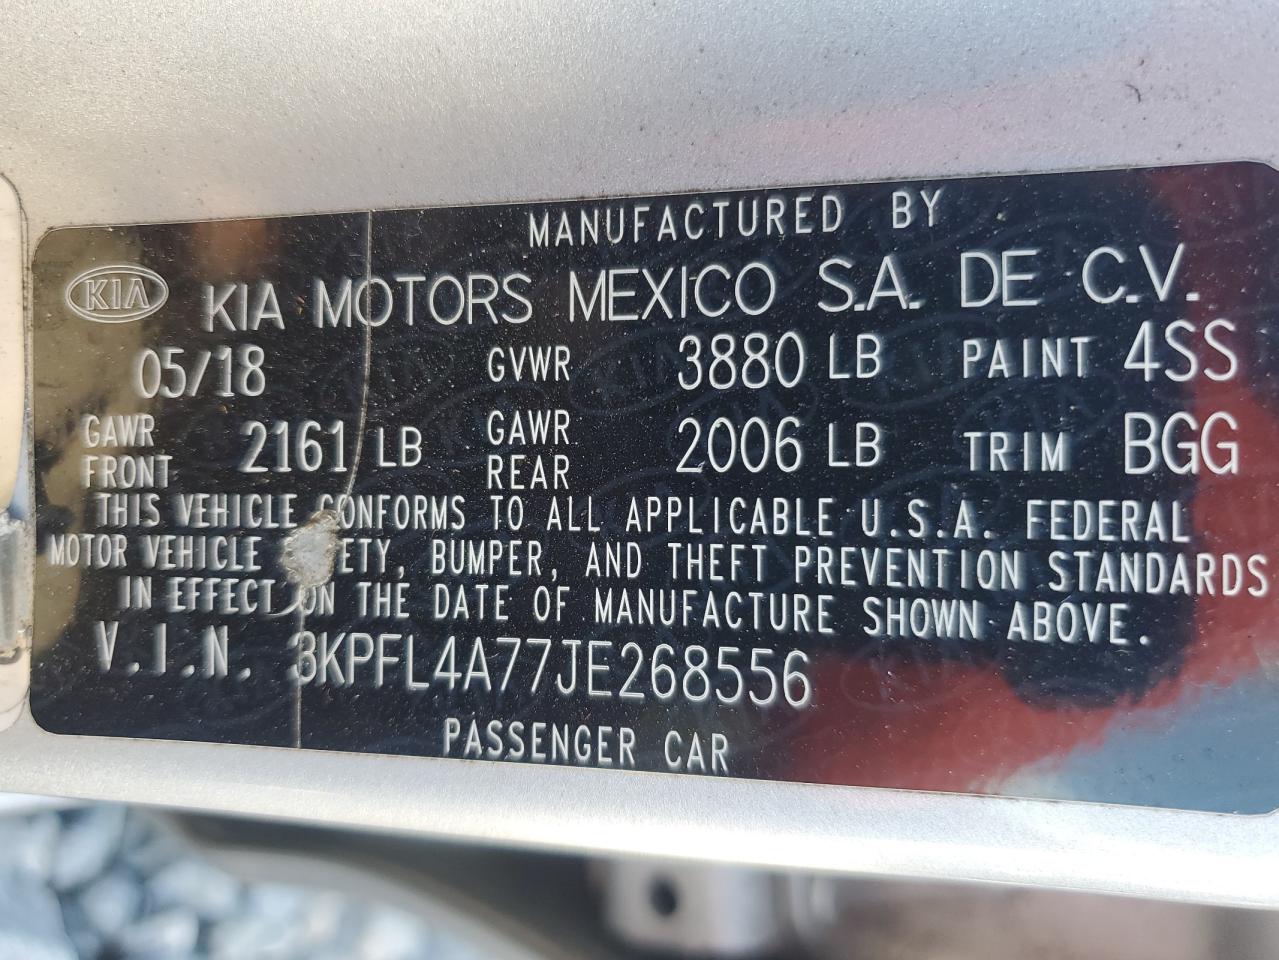 MANUFACTURED BY
KIA KIA MOTORS MEXICO S.A. DE C.V.
05/18 GVWR 3880 LB PAINT 4SS
GAWR FRONT 2161 LB GAWR REAR 2006 LB TRIM BGG
THIS VEHICLE CONFORMS TO ALL APPLICABLE U.S.A. FEDERAL
MOTOR VEHICLE ETY, BUMPER, AND THEFT PREVENTION STANDARDS
IN EFFECT ON THE DATE OF MANUFACTURE SHOWN ABOVE.
V.I.N. 3KPFL4A77JE268556
PASSENGER CAR